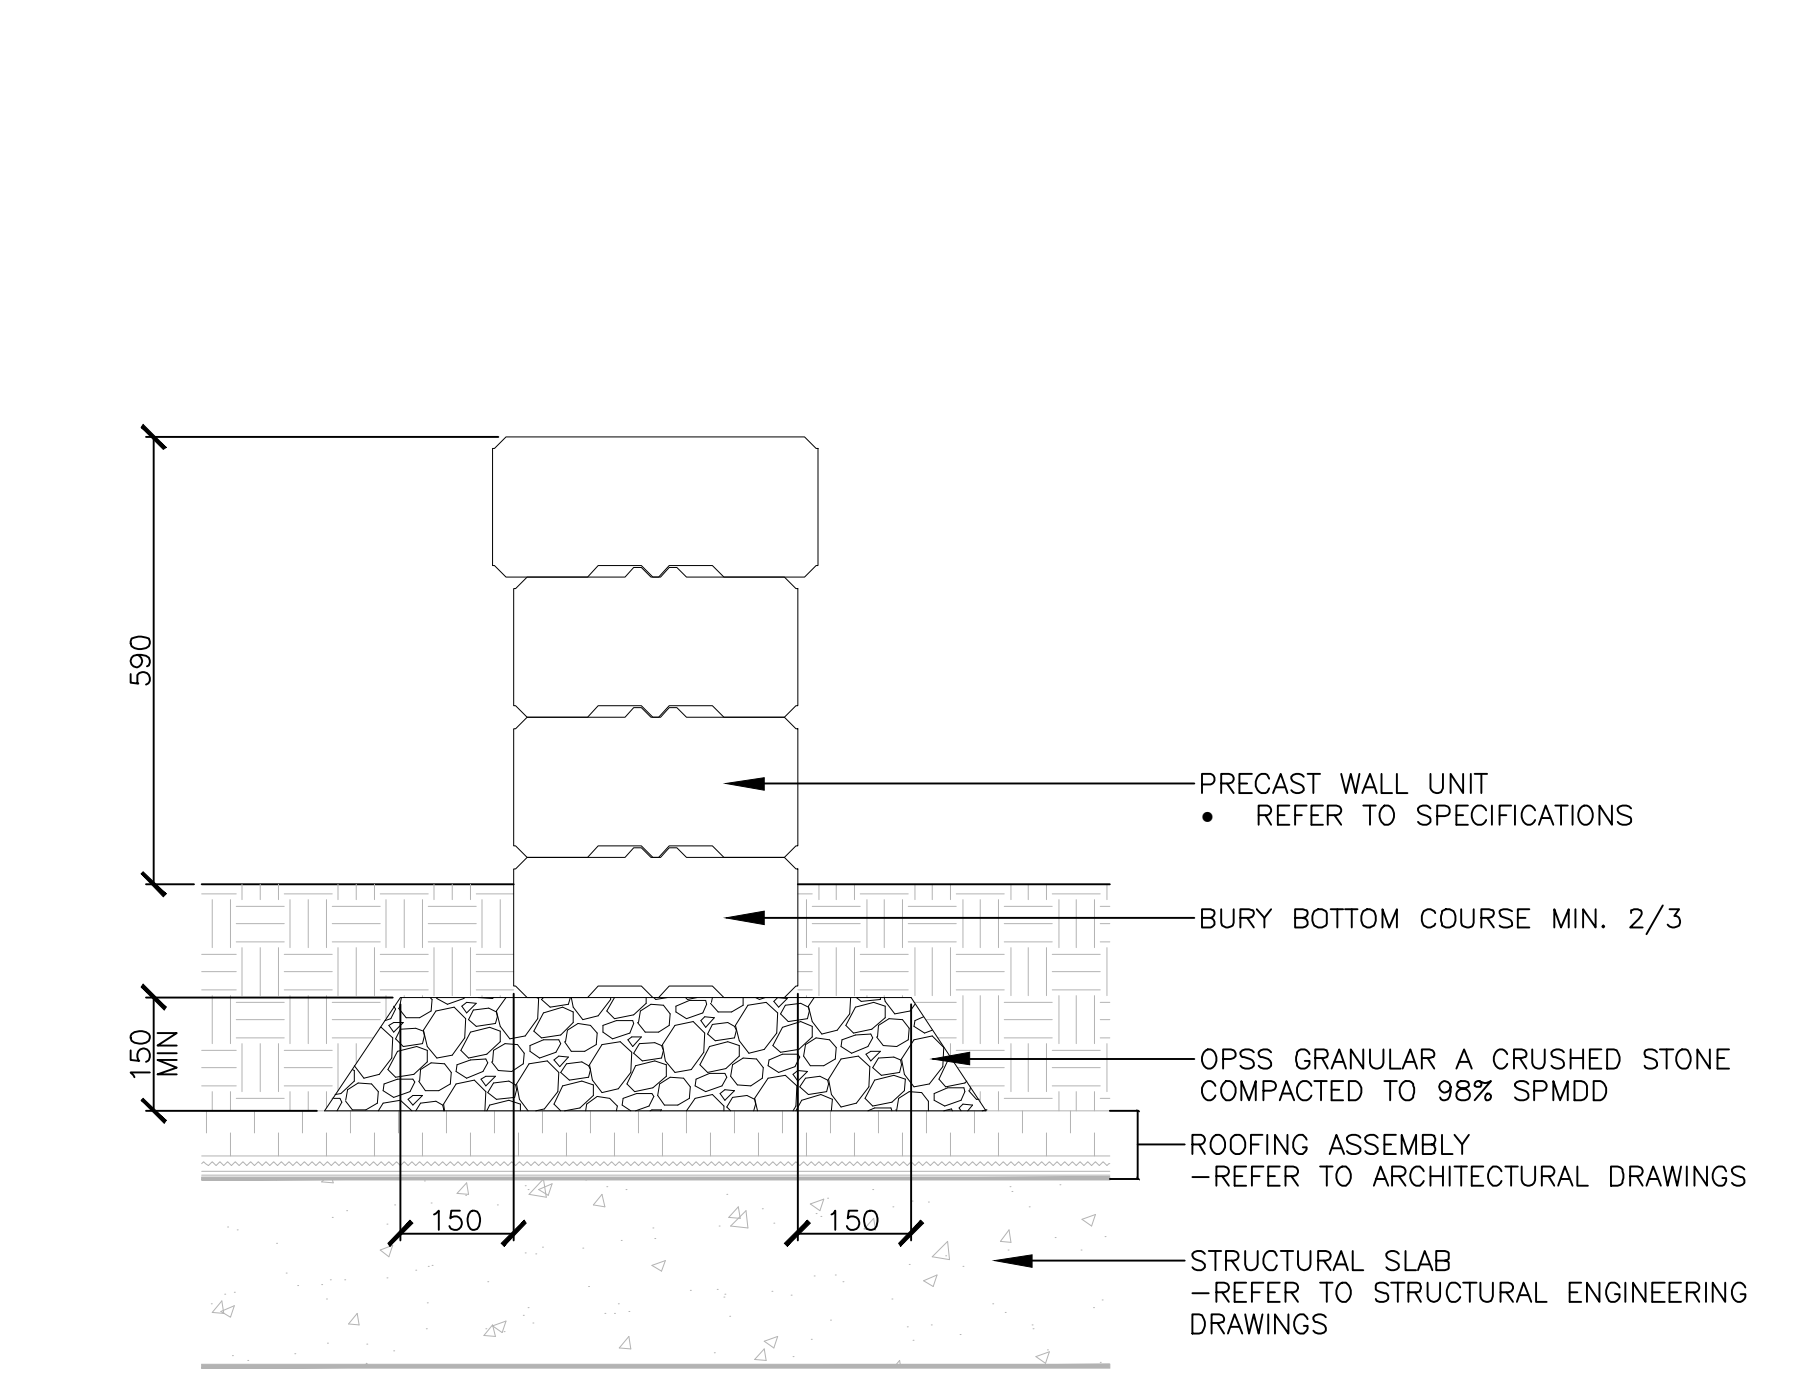 590
PRECAST WALL UNIT
• REFER TO SPECIFICATIONS
BURY BOTTOM COURSE MIN. 2/3
150
MIN
OPSS GRANULAR A CRUSHED STONE
COMPACTED TO 98% SPMDD
ROOFING ASSEMBLY
-REFER TO ARCHITECTURAL DRAWINGS
150
150
STRUCTURAL SLAB
-REFER TO STRUCTURAL ENGINEERING
DRAWINGS